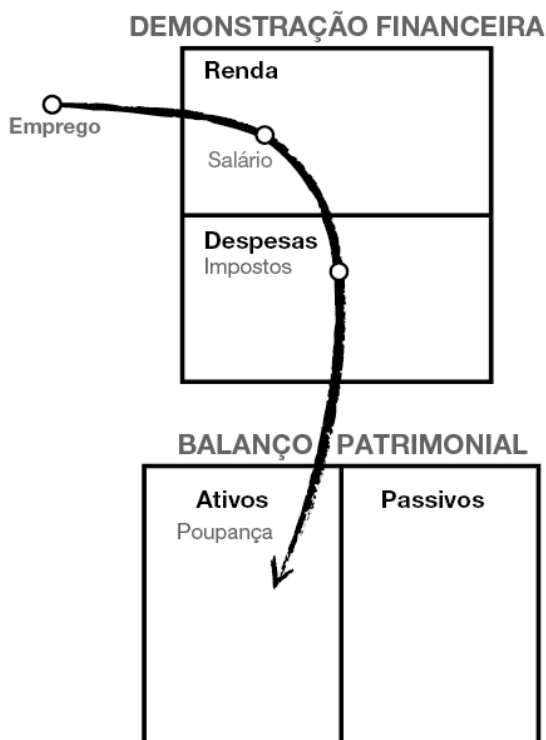 DEMONSTRAÇÃO FINANCEIRA
Renda
Emprego
Salário
Despesas
Impostos
BALANÇO PATRIMONIAL
Ativos
Passivos
Poupança